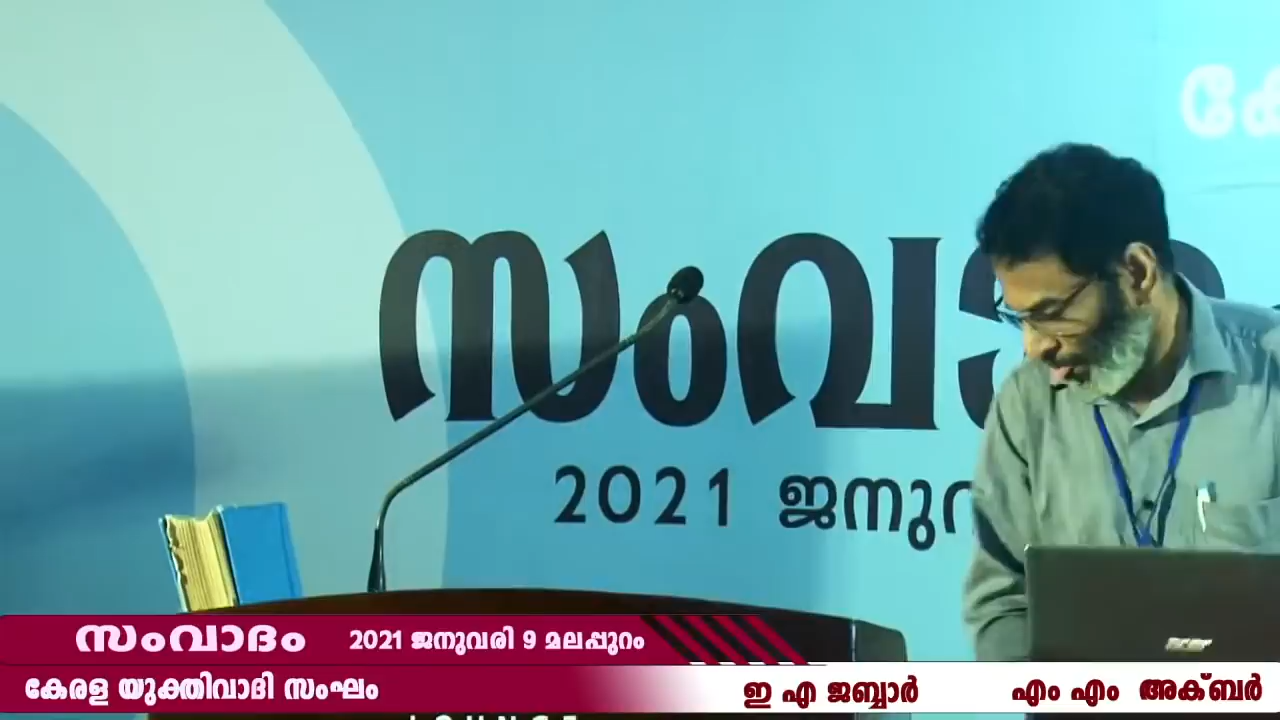 സംവാ
2021 ജനുവ
സംവാദം 2021 ജനുവരി 9 മലപ്പുറം
കേരള യുക്തിവാദി സംഘം ഇ എ ജബ്ബാർ എം എം അക്ബർ